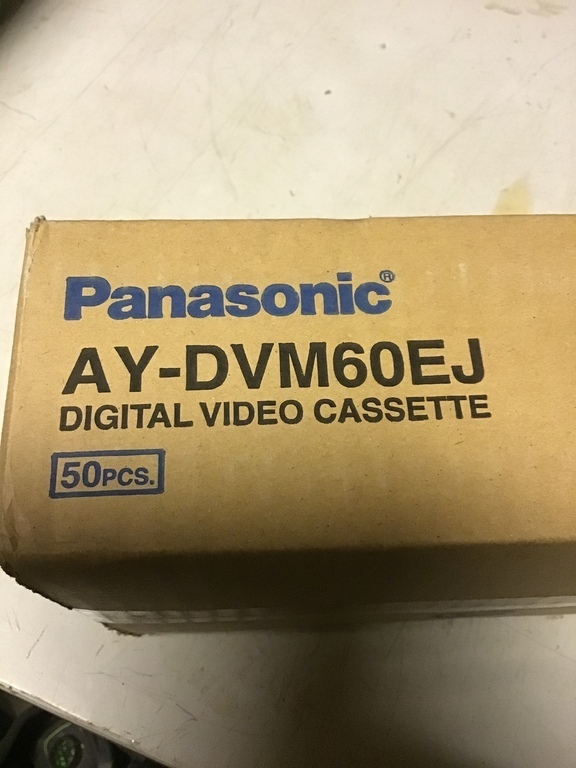 Panasonic®
AY-DVM60EJ
DIGITAL VIDEO CASSETTE
50PCS.